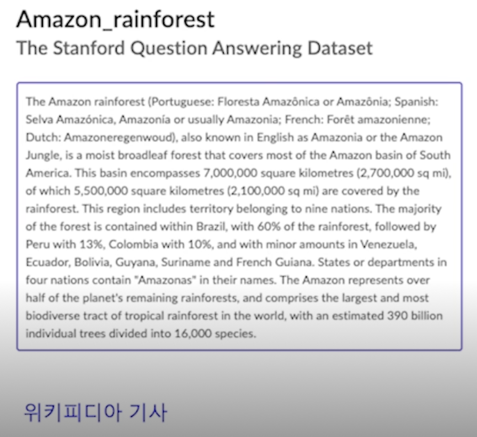 Amazon_rainforest
The Stanford Question Answering Dataset
The Amazon rainforest (Portuguese: Floresta Amazônica or Amazônia; Spanish:
Selva Amazónica, Amazonía or usually Amazonia; French: Forêt amazonienne;
Dutch: Amazoneregenwoud), also known in English as Amazonia or the Amazon
Jungle, is a moist broadleaf forest that covers most of the Amazon basin of South
America. This basin encompasses 7,000,000 square kilometres (2,700,000 sq mi),
of which 5,500,000 square kilometres (2,100,000 sq mi) are covered by the
rainforest. This region includes territory belonging to nine nations. The majority
of the forest is contained within Brazil, with 60% of the rainforest, followed by
Peru with 13%, Colombia with 10%, and with minor amounts in Venezuela,
Ecuador, Bolivia, Guyana, Suriname and French Guiana. States or departments in
four nations contain "Amazonas" in their names. The Amazon represents over
half of the planet's remaining rainforests, and comprises the largest and most
biodiverse tract of tropical rainforest in the world, with an estimated 390 billion
individual trees divided into 16,000 species.
위키피디아 기사